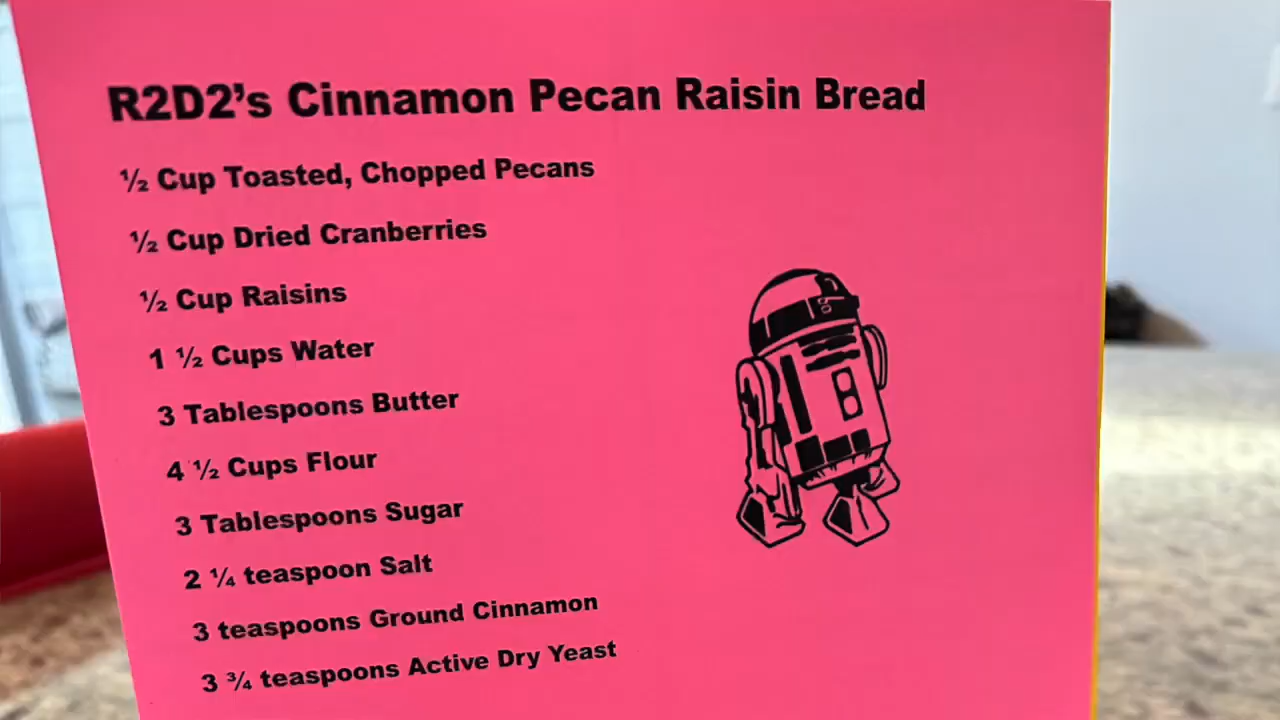 R2D2’s Cinnamon Pecan Raisin Bread
½ Cup Toasted, Chopped Pecans
½ Cup Dried Cranberries
½ Cup Raisins
1 ½ Cups Water
3 Tablespoons Butter
4 ½ Cups Flour
3 Tablespoons Sugar
2 ¼ teaspoon Salt
3 teaspoons Ground Cinnamon
3 ¾ teaspoons Active Dry Yeast